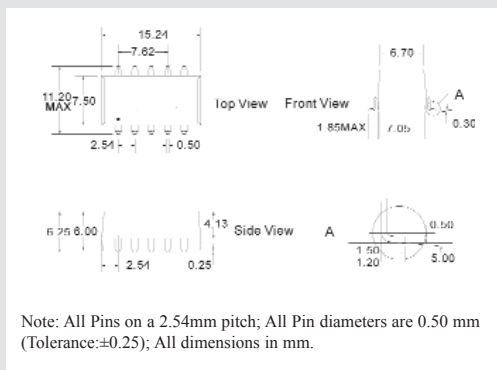 15.24
7.62
11.20
MAX
7.50
2.54
0.50
Top View
Front View
6.70
A
0.30
1.85MAX
7.05
6.25
6.00
4.13
Side View
2.54
0.25
A
0.50
1.50
1.20
5.00
Note: All Pins on a 2.54mm pitch; All Pin diameters are 0.50 mm
(Tolerance:±0.25); All dimensions in mm.